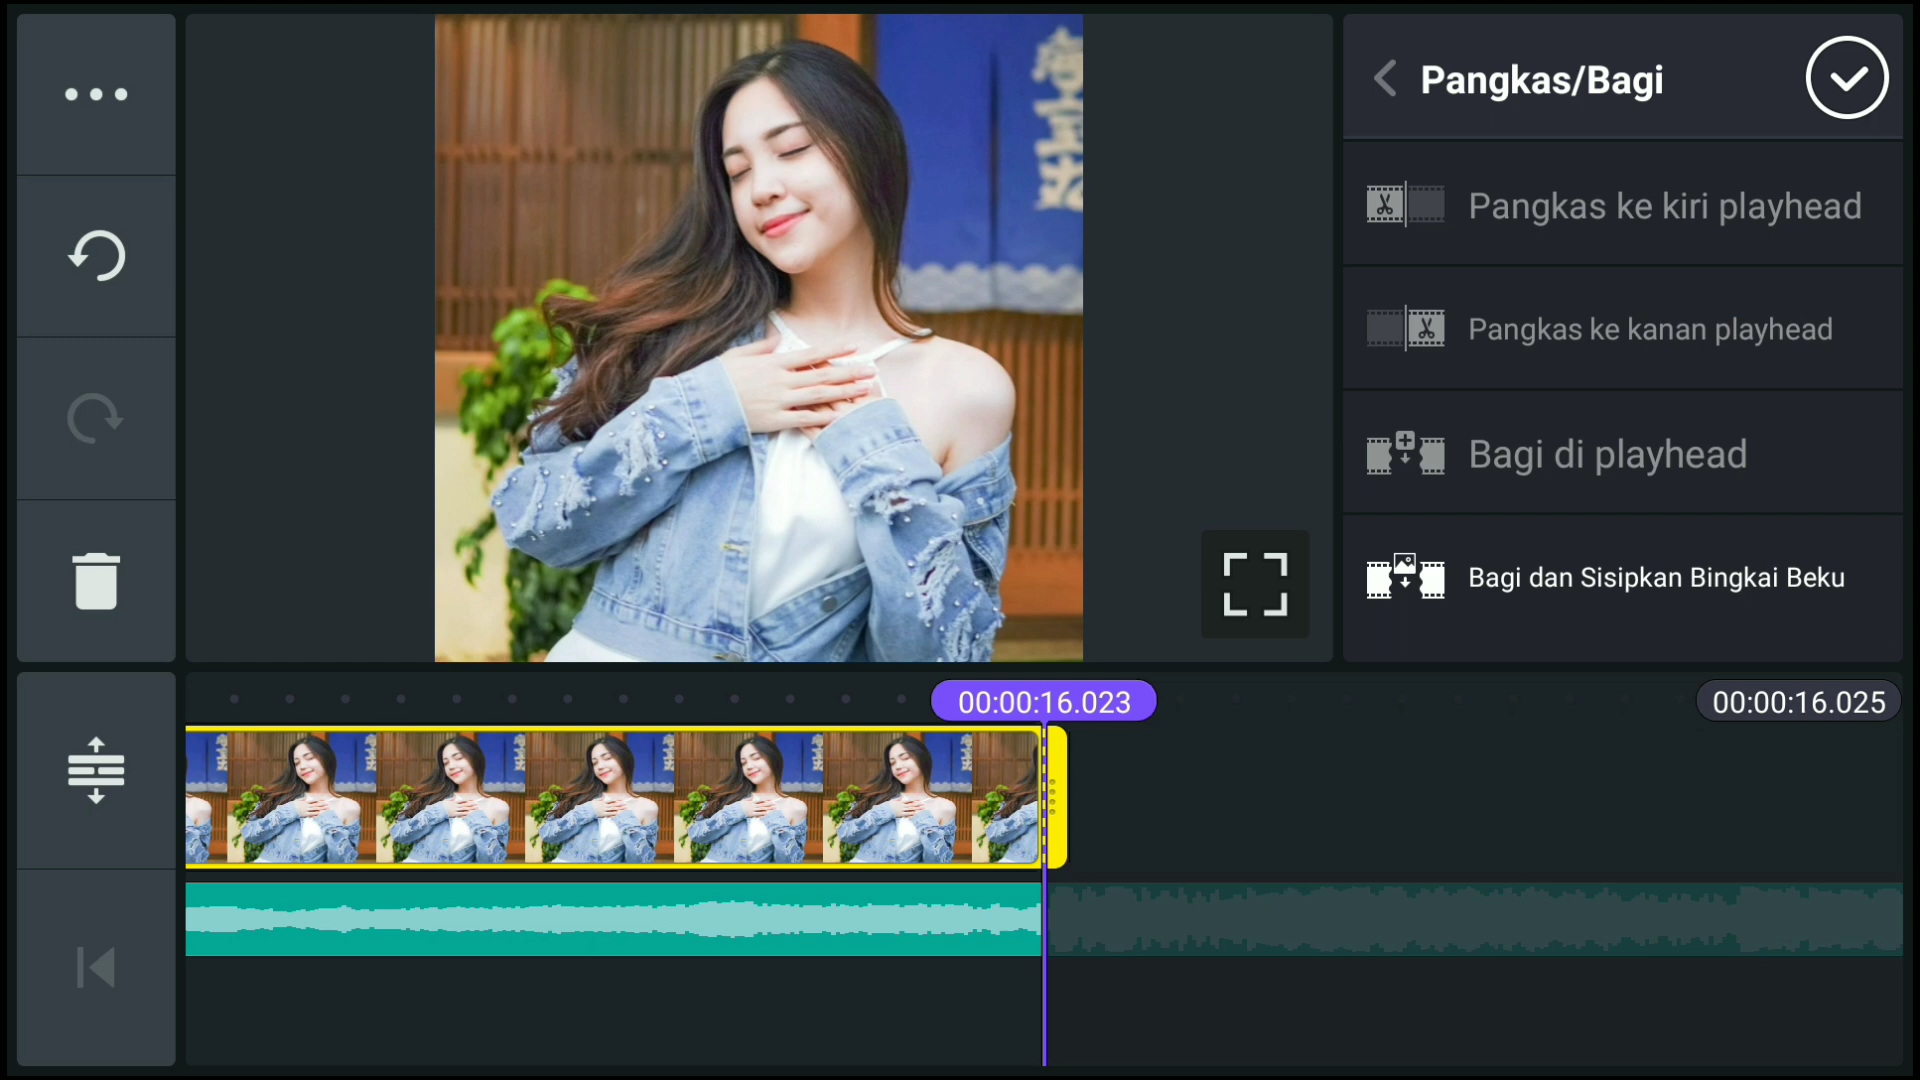 Pangkas/Bagi
Pangkas ke kiri playhead
Pangkas ke kanan playhead
Bagi di playhead
Bagi dan Sisipkan Bingkai Beku
00:00:16.023
00:00:16.025